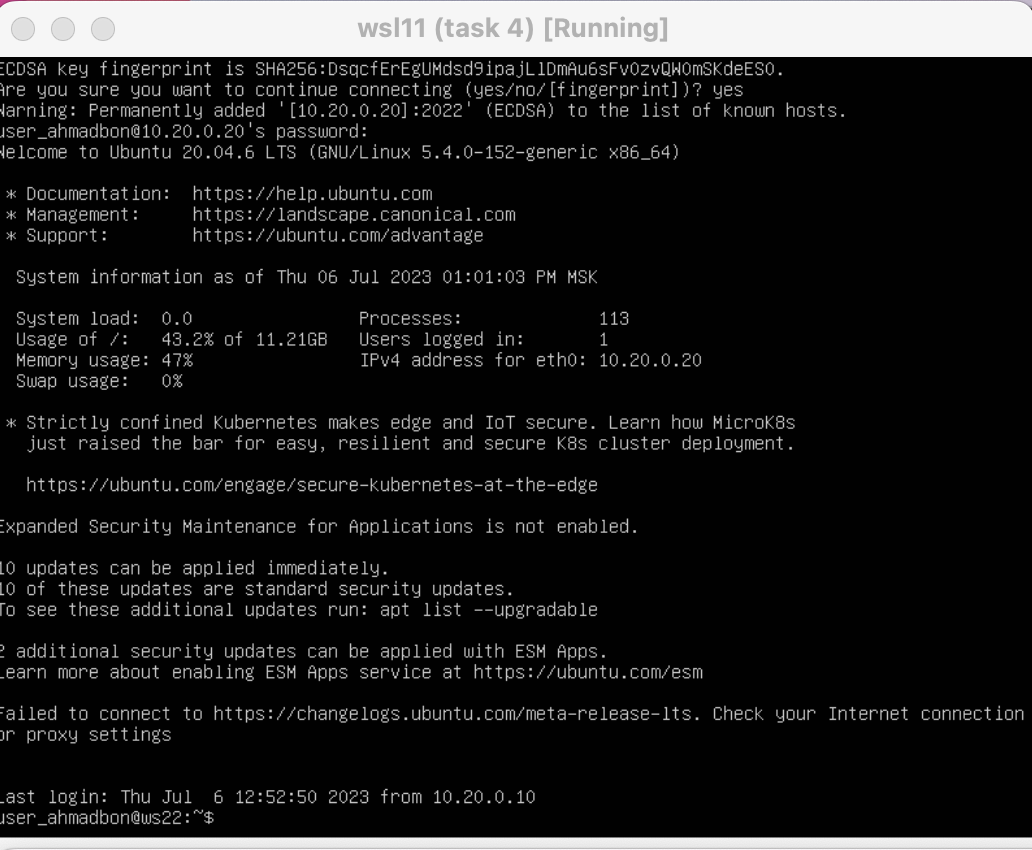 wsl11 (task 4) [Running]
ECDSA key fingerprint is SHA256:DsqcfErEgUMdsd9ipajLlDmAu6sFvOzvQWOmSKdeESO.
Are you sure you want to continue connecting (yes/no/[fingerprint])? yes
Warning: Permanently added '[10.20.0.20]:2022' (ECDSA) to the list of known hosts.
user_ahmadbon@10.20.0.20's password:
Welcome to Ubuntu 20.04.6 LTS (GNU/Linux 5.4.0-152-generic x86_64)
* Documentation:  https://help.ubuntu.com
* Management:     https://landscape.canonical.com
* Support:        https://ubuntu.com/advantage
System information as of Thu 06 Jul 2023 01:01:03 PM MSK
System load:  0.0                Processes:             113
Usage of /:   43.2% of 11.21GB   Users logged in:       1
Memory usage: 47%                IPv4 address for eth0: 10.20.0.20
Swap usage:   0%
* Strictly confined Kubernetes makes edge and IoT secure. Learn how MicroK8s
just raised the bar for easy, resilient and secure K8s cluster deployment.
https://ubuntu.com/engage/secure-kubernetes-at-the-edge
Expanded Security Maintenance for Applications is not enabled.
10 updates can be applied immediately.
10 of these updates are standard security updates.
To see these additional updates run: apt list --upgradable
2 additional security updates can be applied with ESM Apps.
Learn more about enabling ESM Apps service at https://ubuntu.com/esm
Failed to connect to https://changelogs.ubuntu.com/meta-release-lts. Check your Internet connection
or proxy settings
Last login: Thu Jul  6 12:52:50 2023 from 10.20.0.10
user_ahmadbon@ws22:~$